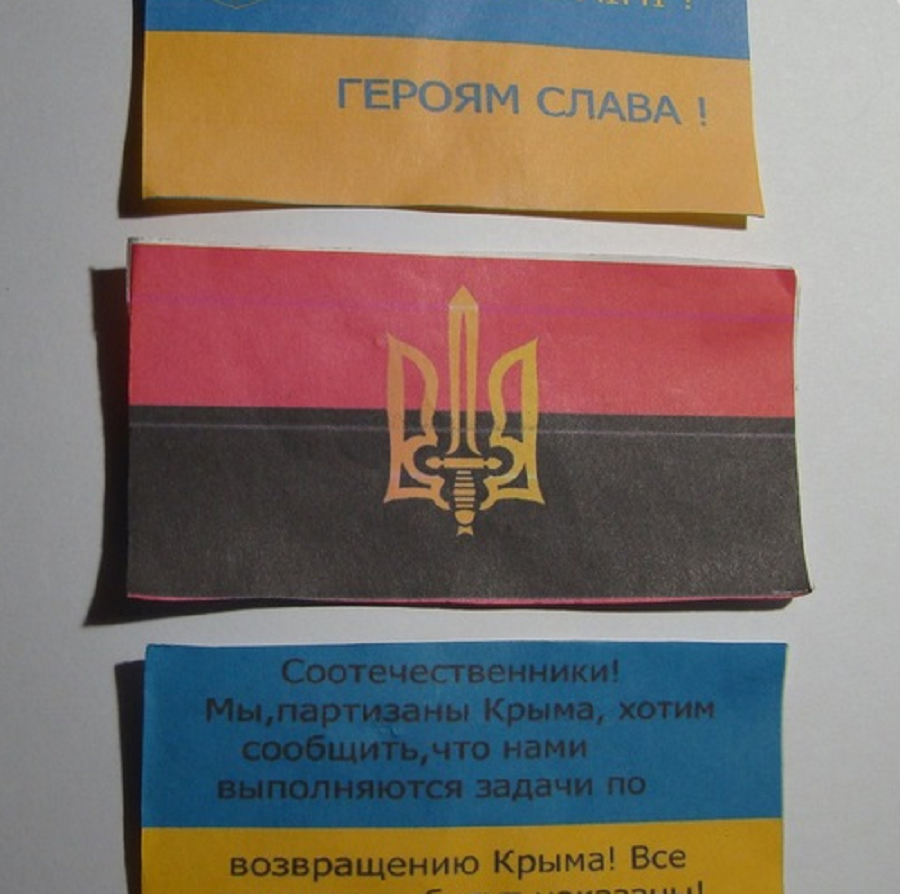 ГЕРОЯМ СЛАВА !
Соотечественники!
Мы,партизаны Крыма, хотим
сообщить,что нами
выполняются задачи по
возвращению Крыма! Все